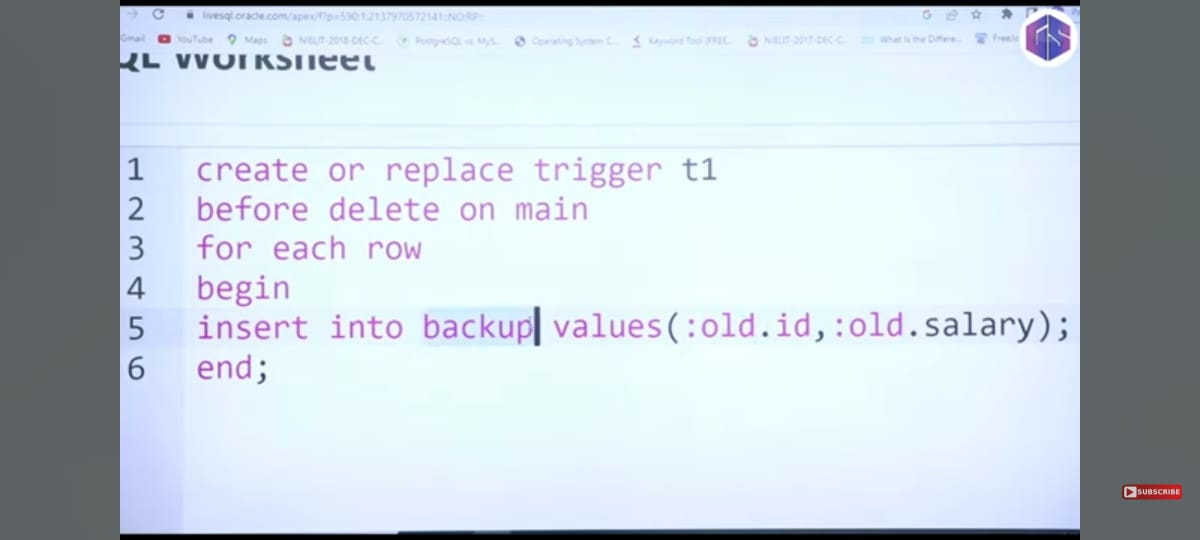 livesql.oracle.com/apex/f?p=590:1:2137970572141::NO:RP::
Gmail YouTube Maps NIELIT-2018-DEC-C... PostgreSQL vs. MyS... Operating System C... Keyword Tool (FREE... NIELIT-2017-DEC-C... What Is the Differe...
QL Worksheet
1 create or replace trigger t1
2 before delete on main
3 for each row
4 begin
5 insert into backup values(:old.id,:old.salary);
6 end;
SUBSCRIBE